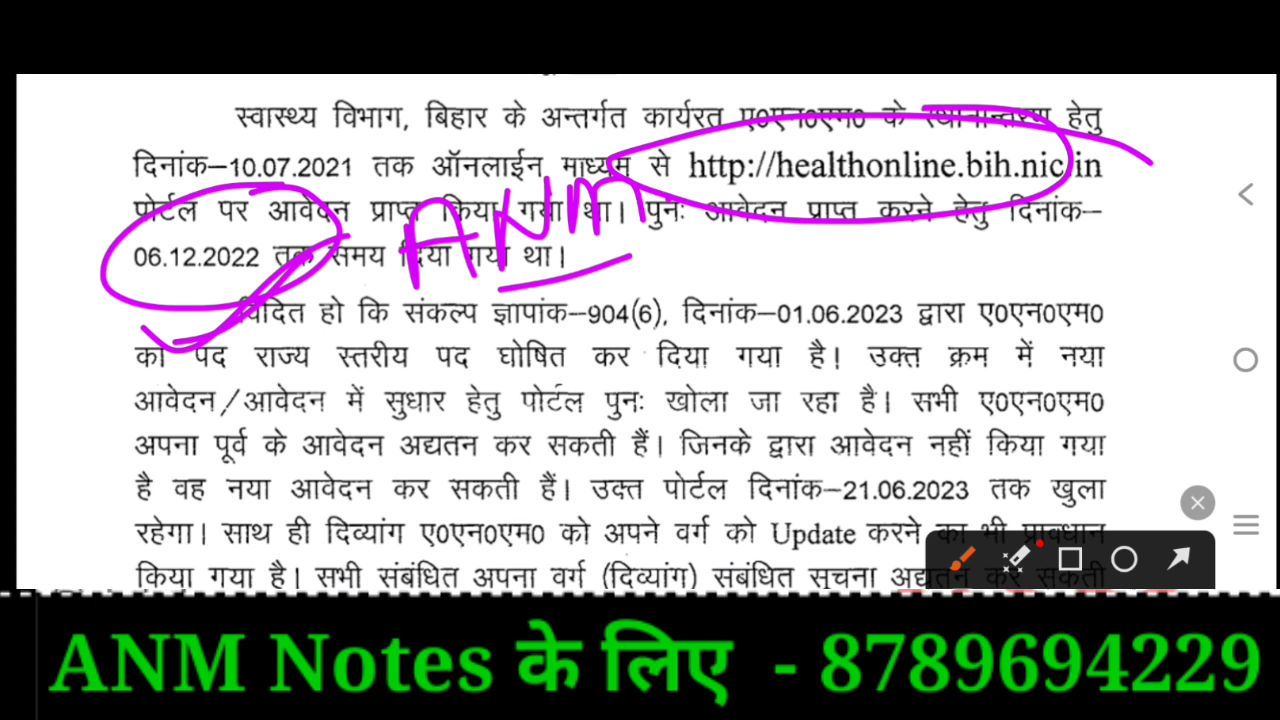 स्वास्थ्य विभाग, बिहार के अन्तर्गत कार्यरत ए०एन०एम० के स्थानान्तरण हेतु
दिनांक–10.07.2021 तक ऑनलाईन माध्यम से http://healthonline.bih.nic.in
पोर्टल पर आवेदन प्राप्त किया गया था। पुनः आवेदन प्राप्त करने हेतु दिनांक–
06.12.2022 तक समय दिया गया था।
ANM
विदित हो कि संकल्प ज्ञापांक–904(6), दिनांक–01.06.2023 द्वारा ए०एन०एम०
का पद राज्य स्तरीय पद घोषित कर दिया गया है। उक्त क्रम में नया
आवेदन/आवेदन में सुधार हेतु पोर्टल पुनः खोला जा रहा है। सभी ए०एन०एम०
अपना पूर्व के आवेदन अद्यतन कर सकती हैं। जिनके द्वारा आवेदन नहीं किया गया
है वह नया आवेदन कर सकती हैं। उक्त पोर्टल दिनांक–21.06.2023 तक खुला
रहेगा। साथ ही दिव्यांग ए०एन०एम० को अपने वर्ग को Update करने का भी प्रावधान
किया गया है। सभी संबंधित अपना वर्ग (दिव्यांग) संबंधित सूचना अद्यतन कर सकती
ANM Notes के लिए - 8789694229